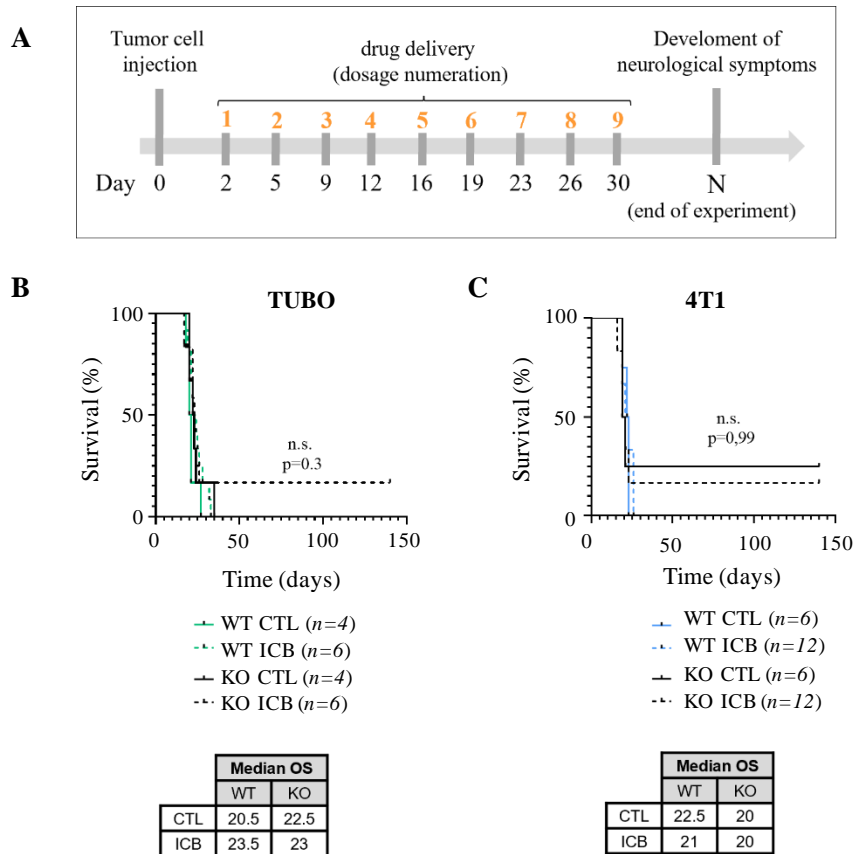 A
Tumor cell
injection
drug delivery
(dosage numeration)
Develoment of
neurological symptoms
1 2 3 4 5 6 7 8 9
Day 0 2 5 9 12 16 19 23 26 30 N
(end of experiment)
B
TUBO
100
50
0
Survival (%)
n.s.
p=0.3
0 50 100 150
Time (days)
WT CTL (n=4)
WT ICB (n=6)
KO CTL (n=4)
KO ICB (n=6)
Median OS
WT KO
CTL 20.5 22.5
ICB 23.5 23
C
4T1
100
50
0
Survival (%)
n.s.
p=0,99
0 50 100 150
Time (days)
WT CTL (n=6)
WT ICB (n=12)
KO CTL (n=6)
KO ICB (n=12)
Median OS
WT KO
CTL 22.5 20
ICB 21 20